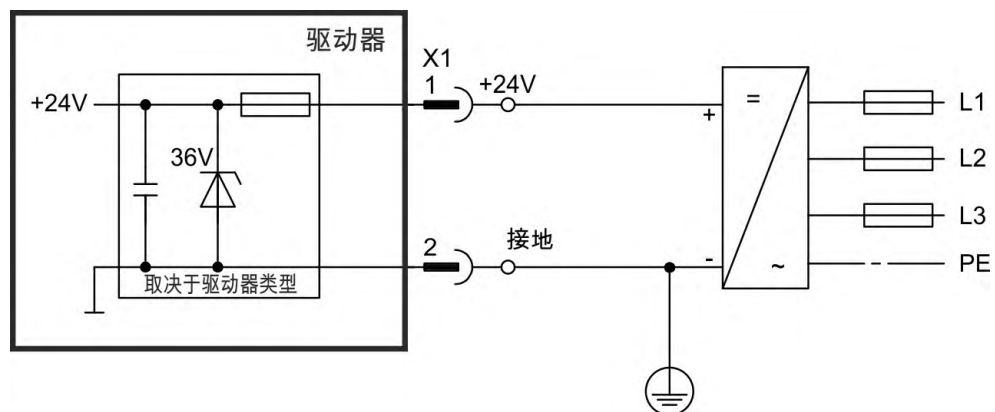 驱动器
X1
1
+24V
+24V
=
+
L1
36V
L2
L3
2
接地
-
~
PE
取决于驱动器类型